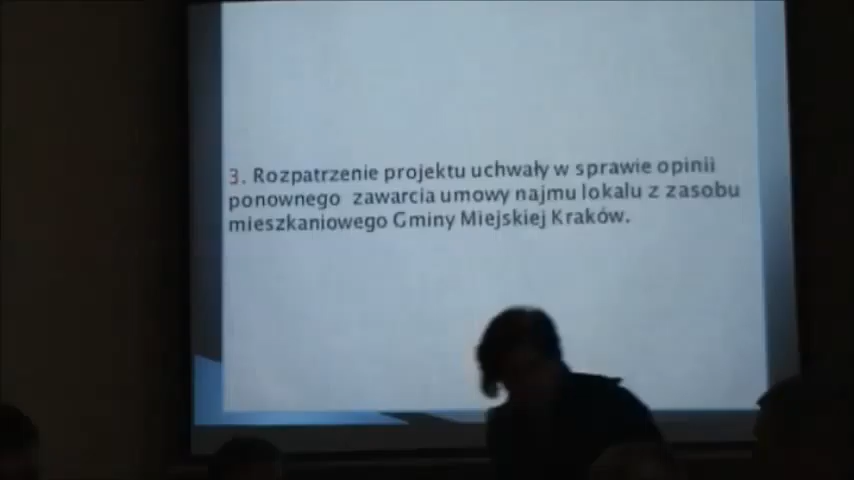 3. Rozpatrzenie projektu uchwały w sprawie opinii
ponownego zawarcia umowy najmu lokalu z zasobu
mieszkaniowego Gminy Miejskiej Kraków.